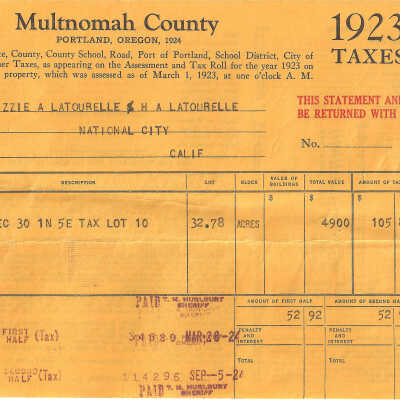 Multnomah County
1923
PORTLAND, OREGON, 1924
TAXES
County, County School, Road, Port of Portland, School District, City of
Taxes, as appearing on the Assessment and Tax Roll for the year 1923 on
property, which was assessed as of March 1, 1923, at one o'clock A. M.
ZZIE A LATOURELLE & H A LATOURELLE
THIS STATEMENT AN
BE RETURNED WITH
NATIONAL CITY
CALIF
No.
DESCRIPTION
LOT
BLOCK
VALUE OF BUILDINGS
TOTAL VALUE
AMOUNT OF TAX
$ $ $
EC 30 1N 5E TAX LOT 10 32.78 ACRES 4900 105 8
PAID T. M. HURLBURT
SHERIFF
AMOUNT OF FIRST HALF
AMOUNT OF SECOND HALF
52 92 52
FIRST
HALF (Tax)
MAR-28-24
PENALTY AND INTEREST
PENALTY AND INTEREST
SECOND
HALF (Tax)
114296 SEP-5-24
TOTAL
TOTAL
PAID T. M. HURLBURT
SHERIFF